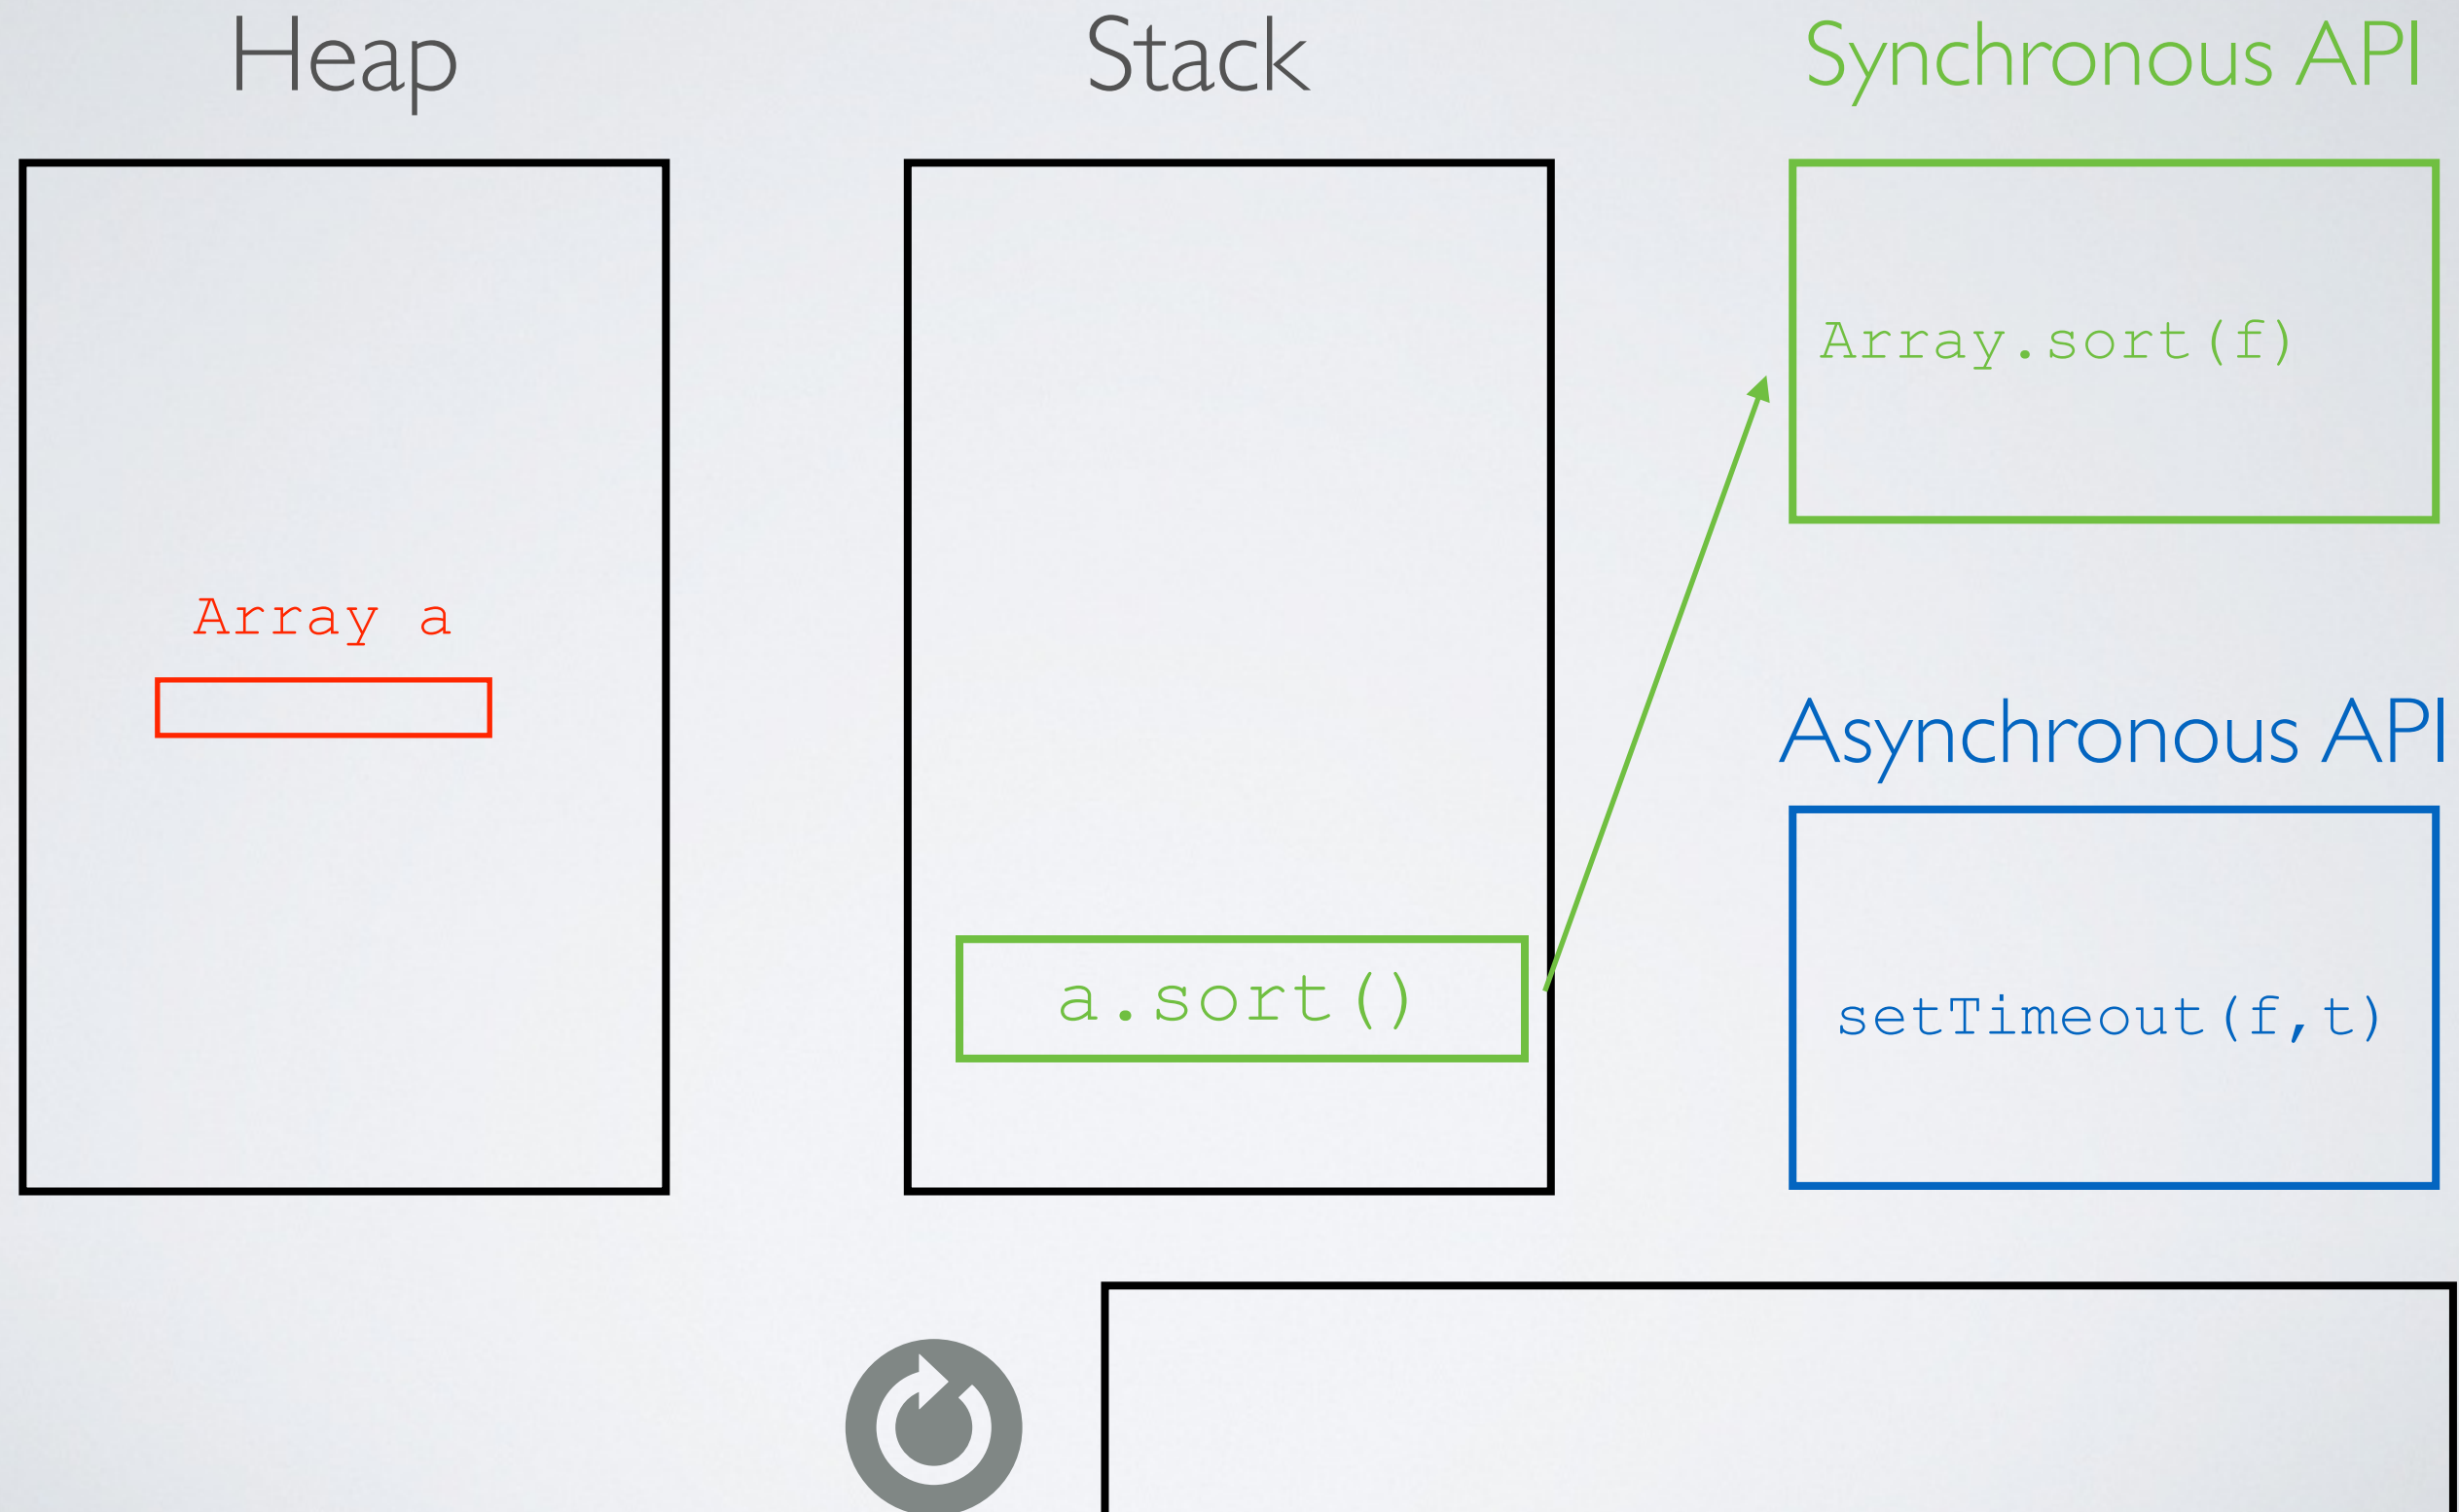 Heap
Stack
Synchronous API
Array.sort(f)
Array a
Asynchronous API
a.sort()
setTimeout(f,t)